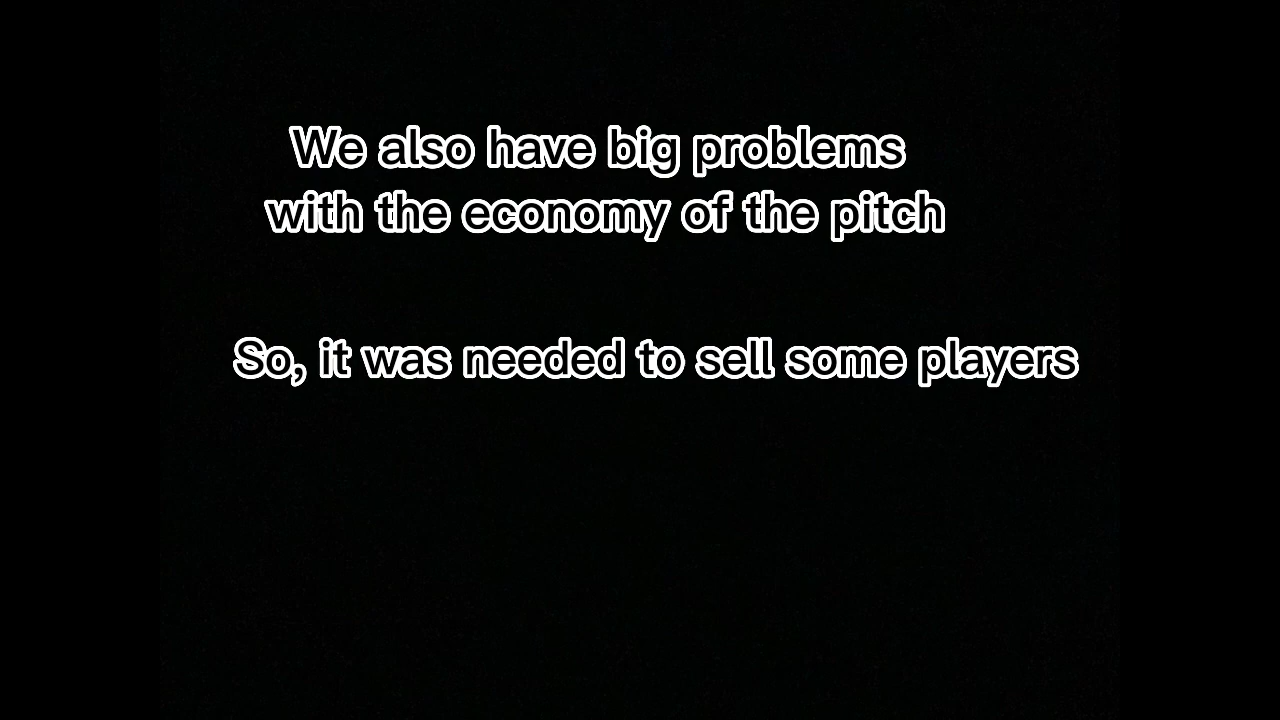 We also have big problems
with the economy of the pitch
So, it was needed to sell some players